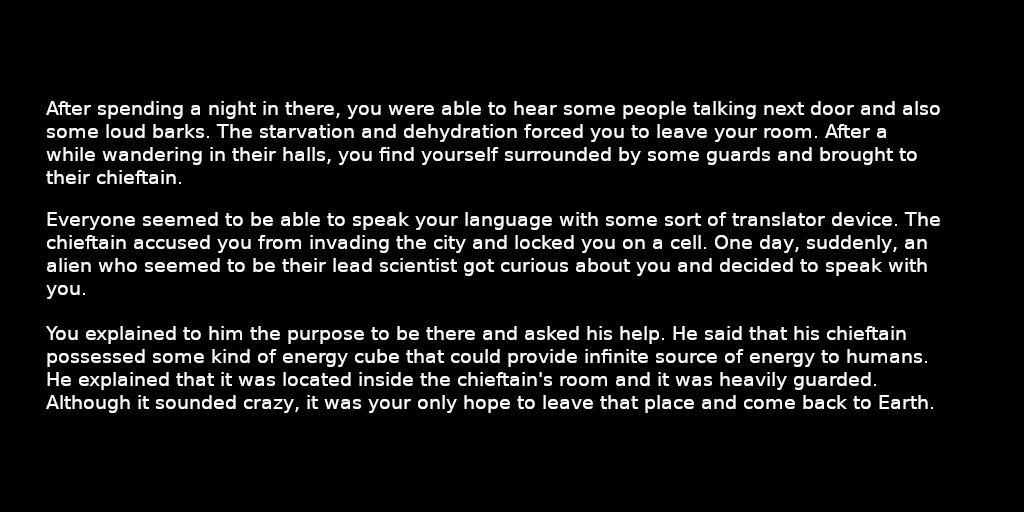 After spending a night in there, you were able to hear some people talking next door and also
some loud barks. The starvation and dehydration forced you to leave your room. After a
while wandering in their halls, you find yourself surrounded by some guards and brought to
their chieftain.
Everyone seemed to be able to speak your language with some sort of translator device. The
chieftain accused you from invading the city and locked you on a cell. One day, suddenly, an
alien who seemed to be their lead scientist got curious about you and decided to speak with
you.
You explained to him the purpose to be there and asked his help. He said that his chieftain
possessed some kind of energy cube that could provide infinite source of energy to humans.
He explained that it was located inside the chieftain's room and it was heavily guarded.
Although it sounded crazy, it was your only hope to leave that place and come back to Earth.